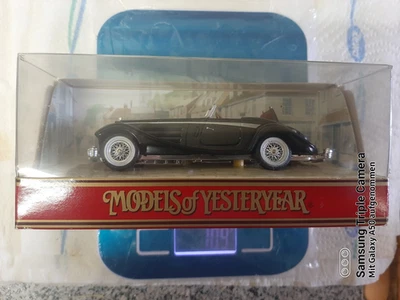 MODELS of YESTERYEAR
Samsung Triple Camera
Mit Galaxy A50 aufgenommen